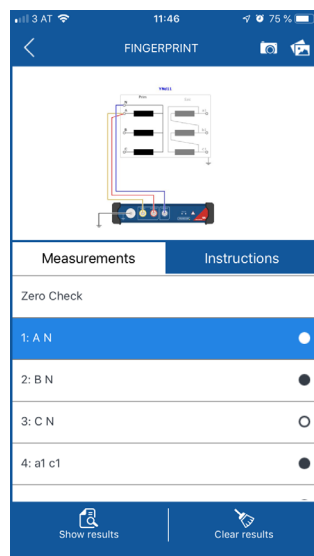 3 AT 11:46 75 %
FINGERPRINT
YNd11
N
A
B
C
Measurements Instructions
Zero Check
1: A N
2: B N
3: C N
4: a1 c1
Show results Clear results